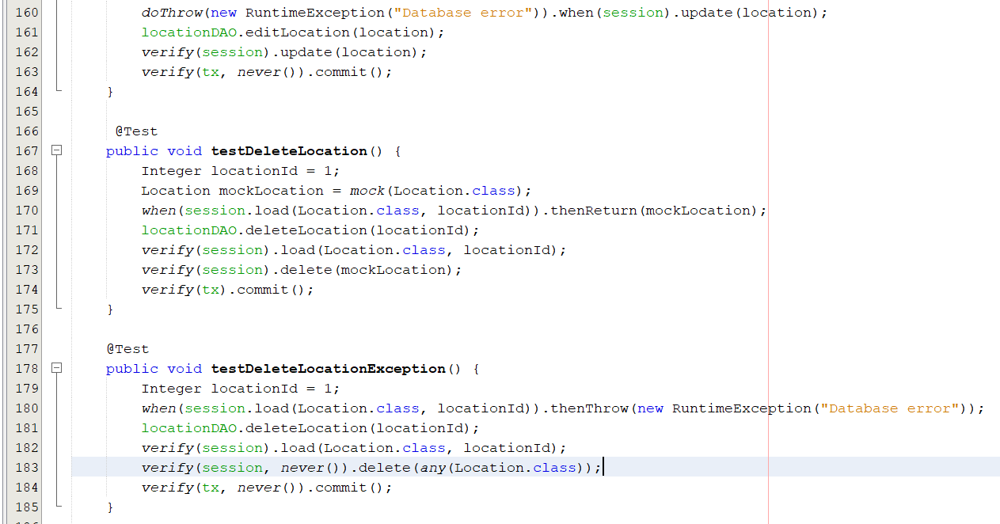 160 doThrow(new RuntimeException("Database error")).when(session).update(location);
161 locationDAO.editLocation(location);
162 verify(session).update(location);
163 verify(tx, never()).commit();
164 }
165
166 @Test
167 public void testDeleteLocation() {
168 Integer locationId = 1;
169 Location mockLocation = mock(Location.class);
170 when(session.load(Location.class, locationId)).thenReturn(mockLocation);
171 locationDAO.deleteLocation(locationId);
172 verify(session).load(Location.class, locationId);
173 verify(session).delete(mockLocation);
174 verify(tx).commit();
175 }
176
177 @Test
178 public void testDeleteLocationException() {
179 Integer locationId = 1;
180 when(session.load(Location.class, locationId)).thenThrow(new RuntimeException("Database error"));
181 locationDAO.deleteLocation(locationId);
182 verify(session).load(Location.class, locationId);
183 verify(session, never()).delete(any(Location.class));
184 verify(tx, never()).commit();
185 }